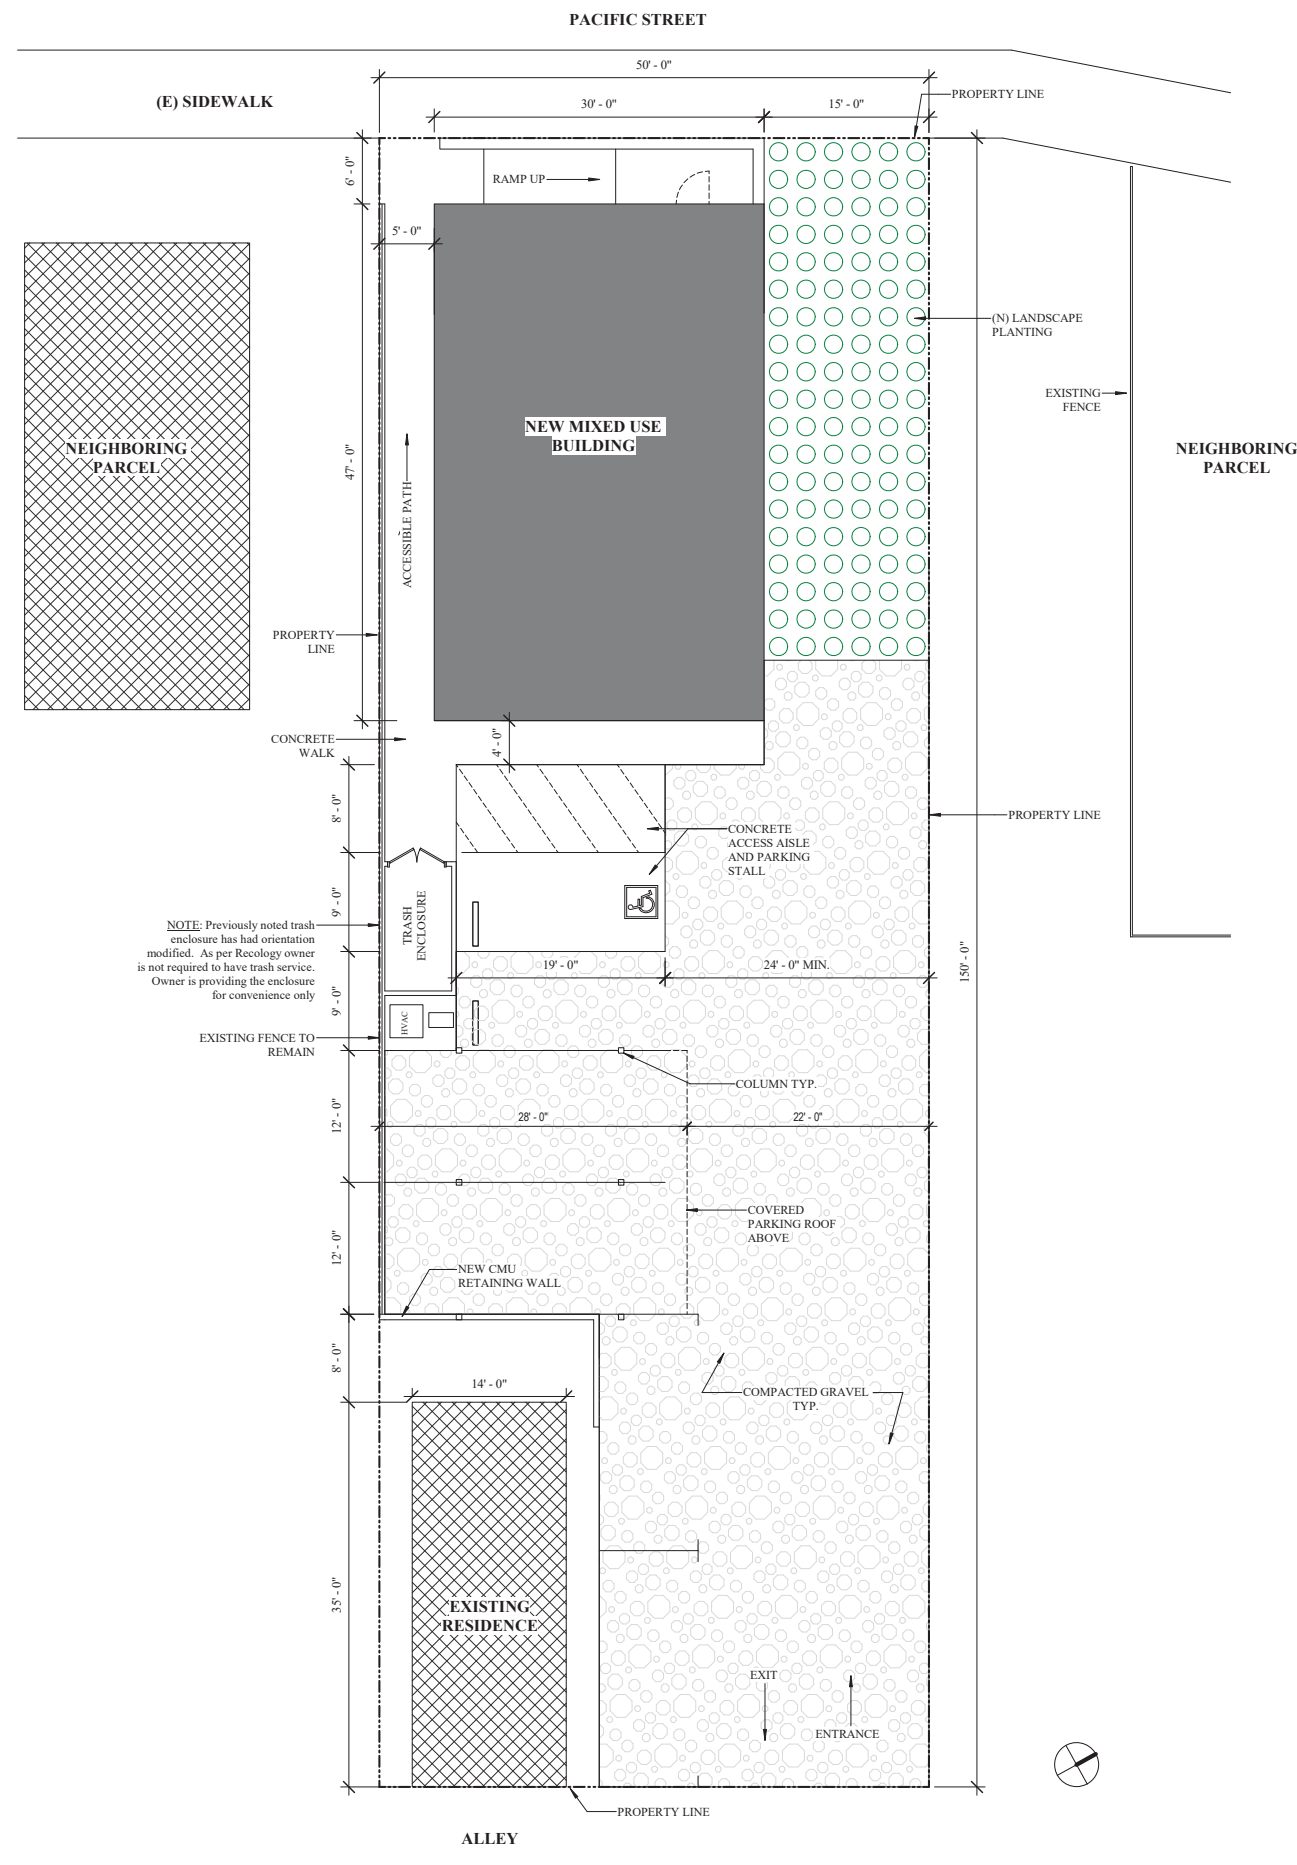 PACIFIC STREET
50' - 0"
(E) SIDEWALK
30' - 0"
15' - 0"
PROPERTY LINE
6' - 0"
RAMP UP
5' - 0"
(N) LANDSCAPE
PLANTING
EXISTING
FENCE
NEW MIXED USE
BUILDING
NEIGHBORING
PARCEL
NEIGHBORING
PARCEL
47' - 0"
ACCESSIBLE PATH
PROPERTY
LINE
CONCRETE
WALK
4' - 0"
8' - 0"
PROPERTY LINE
CONCRETE
ACCESS AISLE
AND PARKING
STALL
9' - 0"
TRASH
ENCLOSURE
NOTE: Previously noted trash
enclosure has had orientation
modified. As per Recology owner
is not required to have trash service.
Owner is providing the enclosure
for convenience only
19' - 0"
24' - 0" MIN.
150' - 0"
9' - 0"
HVAC
EXISTING FENCE TO
REMAIN
COLUMN TYP.
12' - 0"
28' - 0"
22' - 0"
COVERED
PARKING ROOF
ABOVE
12' - 0"
NEW CMU
RETAINING WALL
8' - 0"
14' - 0"
COMPACTED GRAVEL
TYP.
35' - 0"
EXISTING
RESIDENCE
EXIT
ENTRANCE
PROPERTY LINE
ALLEY